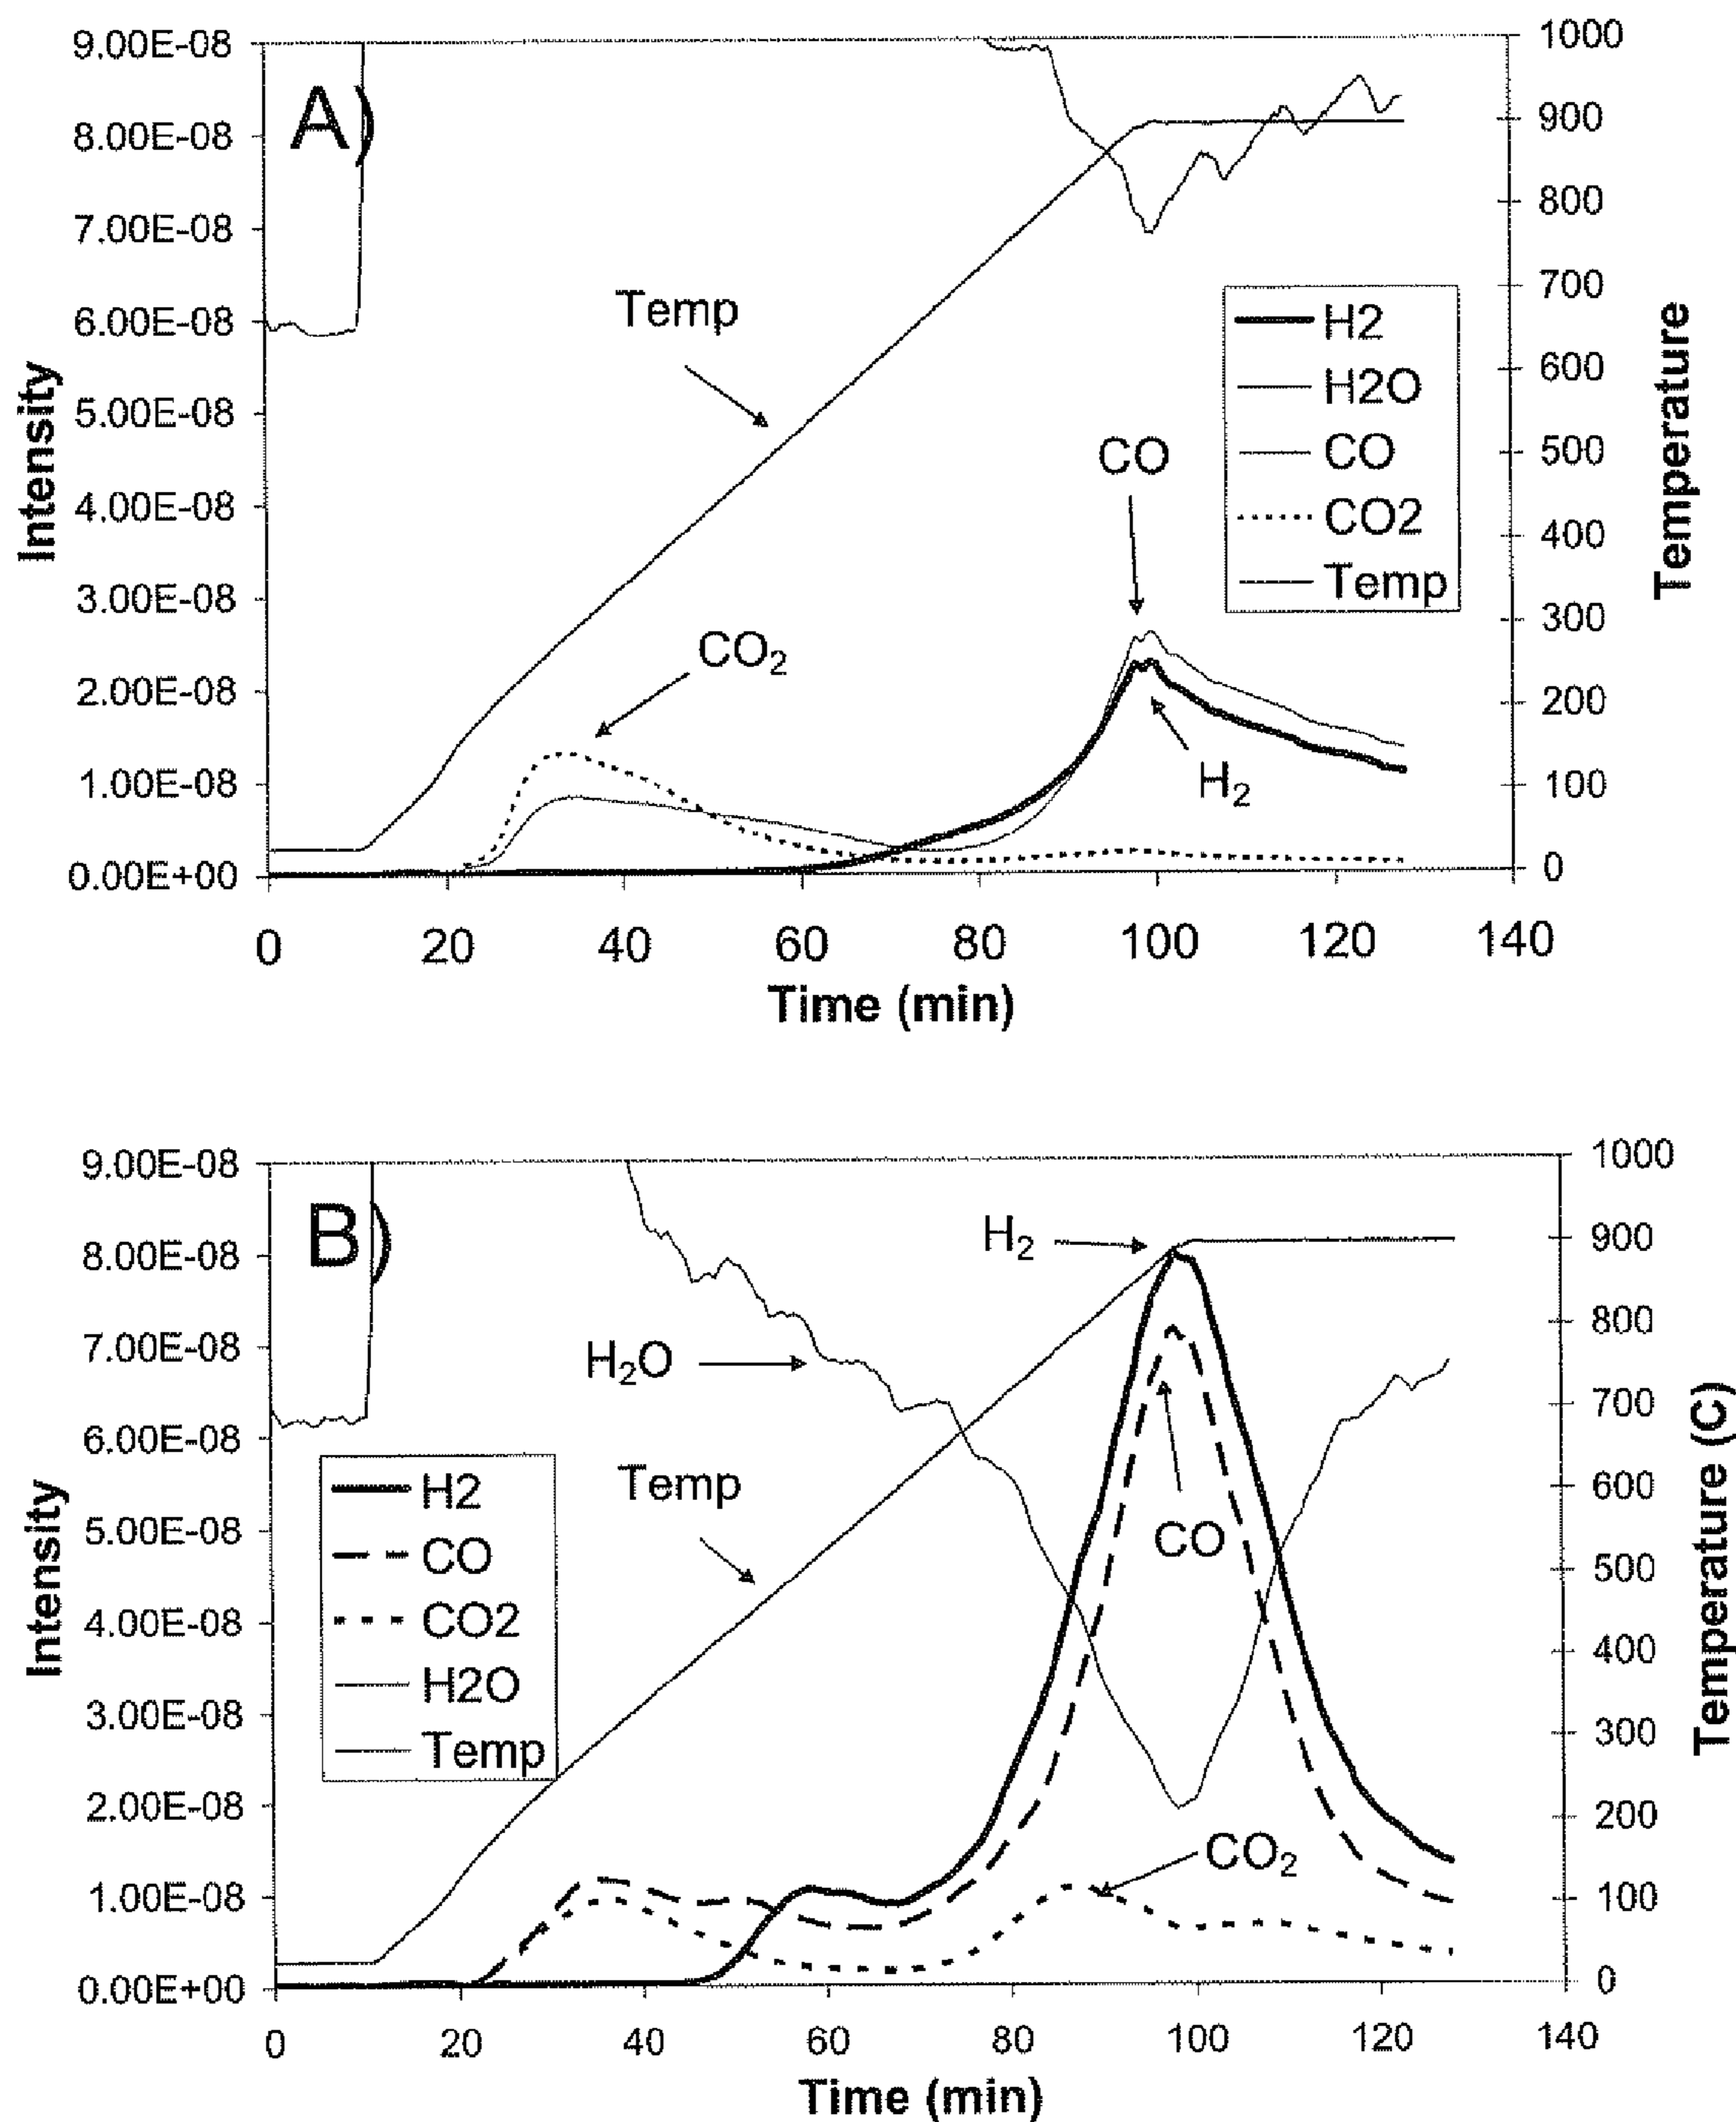 A)
Intensity
9.00E-08
8.00E-08
7.00E-08
6.00E-08
5.00E-08
4.00E-08
3.00E-08
2.00E-08
1.00E-08
0.00E+00
Temp
CO₂
CO
H₂
H2
H2O
CO
CO2
Temp
1000
900
800
700
600
500
400
300
200
100
0
Temperature
0 20 40 60 80 100 120 140
Time (min)
B)
Intensity
9.00E-08
8.00E-08
7.00E-08
6.00E-08
5.00E-08
4.00E-08
3.00E-08
2.00E-08
1.00E-08
0.00E+00
H₂
H₂O
Temp
CO
CO₂
H2
CO
CO2
H2O
Temp
1000
900
800
700
600
500
400
300
200
100
0
Temperature (C)
0 20 40 60 80 100 120 140
Time (min)